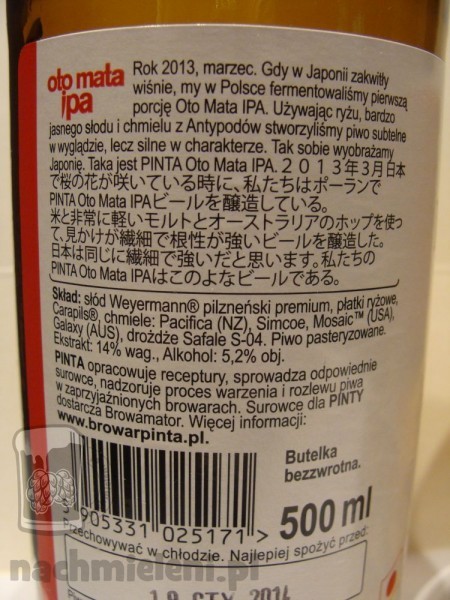 oto mata
ipa
Rok 2013, marzec. Gdy w Japonii zakwitły
wiśnie, my w Polsce fermentowaliśmy pierwszą
porcję Oto Mata IPA. Używając ryżu, bardzo
jasnego słodu i chmielu z Antypodów stworzyliśmy piwo subtelne
w wyglądzie, lecz silne w charakterze. Tak sobie wyobrażamy
Japonię. Taka jest PINTA Oto Mata IPA. 2013年3月日本
で桜の花が咲いている時に、私たちはポーランで
PINTA Oto Mata IPAビールを醸造している。
米と非常に軽いモルトとオーストラリアのホップを使っ
て、見かけが繊細で根性が強いビールを醸造した。
日本は同じに繊細で強いだと思います。私たちの
PINTA Oto Mata IPAはこのよなビールである。
Skład: słód Weyermann® pilzneński premium, płatki ryżowe,
Carapils®, chmiele: Pacifica (NZ), Simcoe, Mosaic™ (USA),
Galaxy (AUS), drożdże Safale S-04. Piwo pasteryzowane.
Ekstrakt: 14% wag., Alkohol: 5,2% obj.
PINTA opracowuje receptury, sprowadza odpowiednie
surowce, nadzoruje proces warzenia i rozlewu piwa
w zaprzyjaźnionych browarach. Surowce dla PINTY
dostarcza Browamator. Więcej informacji:
www.browarpinta.pl.
Butelka
bezzwrotna.
5 905331 025171 >
500 ml
Przechowywać w chłodzie. Najlepiej spożyć przed:
STY 2014
nachmieleni.pl